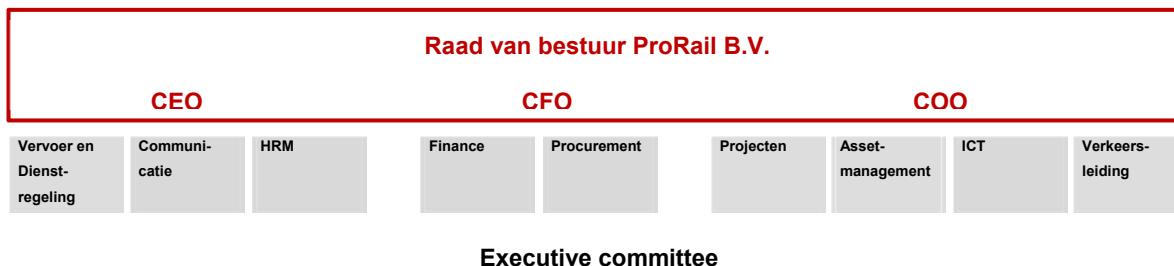 Raad van bestuur ProRail B.V.
CEO CFO COO
Vervoer en
Dienst-
regeling
Communi-
catie
HRM
Finance
Procurement
Projecten
Asset-
management
ICT
Verkeers-
leiding
Executive committee